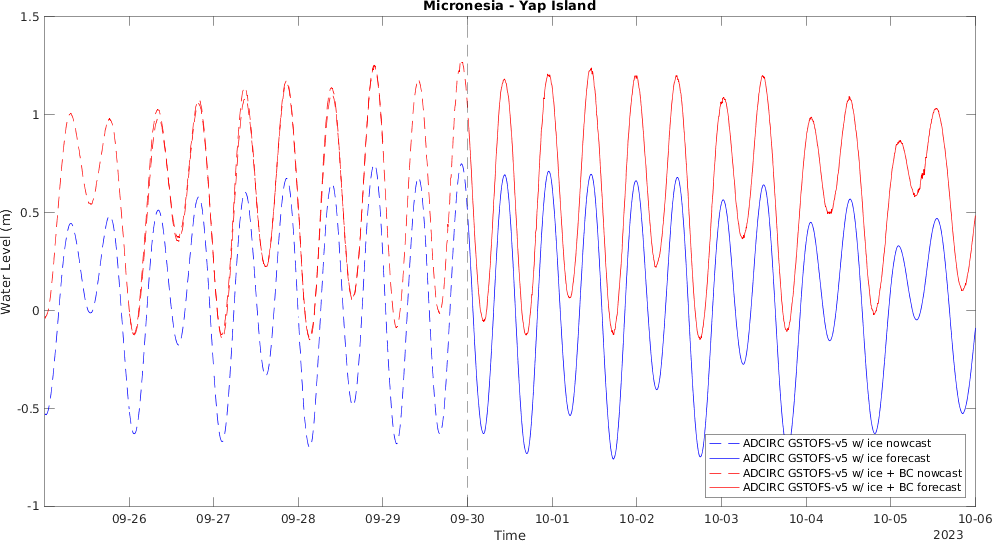 Micronesia - Yap Island
1.5
1
0.5
0
-0.5
-1
Water Level (m)
ADCIRC GSTOFS-v5 w/ ice nowcast
ADCIRC GSTOFS-v5 w/ ice forecast
ADCIRC GSTOFS-v5 w/ ice + BC nowcast
ADCIRC GSTOFS-v5 w/ ice + BC forecast
09-26 09-27 09-28 09-29 09-30 10-01 10-02 10-03 10-04 10-05 10-06
Time
2023